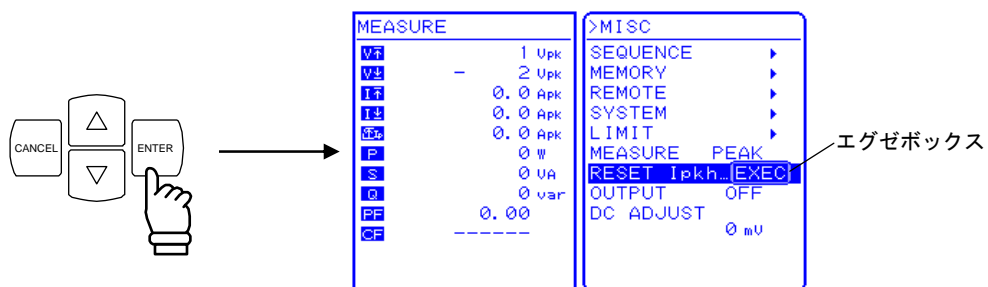 CANCEL
△
▽
ENTER
MEASURE
V 1 Vpk
V - 2 Vpk
I 0.0 Apk
I 0.0 Apk
0.0 Apk
P 0 W
S 0 VA
Q 0 var
PF 0.00
CF ------
>MISC
SEQUENCE
MEMORY
REMOTE
SYSTEM
LIMIT
MEASURE PEAK
RESET Ipkh…EXEC
OUTPUT OFF
DC ADJUST
0 mV
エグゼボックス